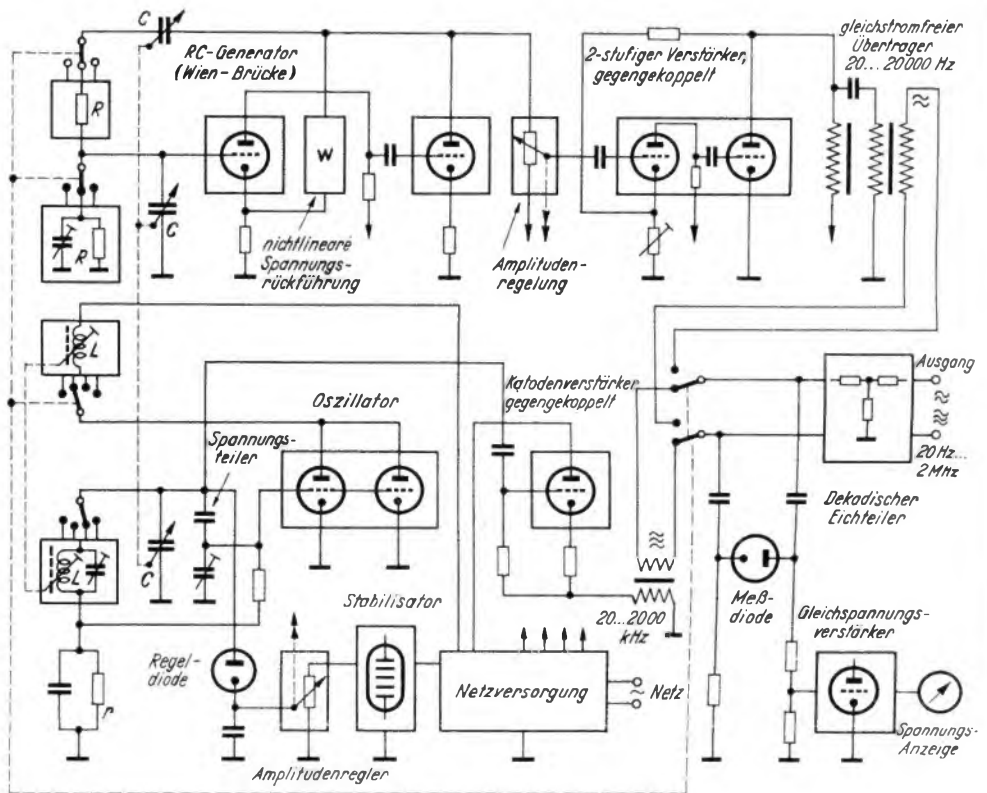 C
RC-Generator
(Wien-Brücke)
2-stufiger Verstärker,
gegengekoppelt
gleichstromfreier
Übertrager
20...20000 Hz
≈
R
W
C
R
nichtlineare
Spannungs-
rückführung
Amplituden-
regelung
L
Oszillator
Katodenverstärker
gegengekoppelt
Ausgang
≈
≈
20 Hz...
2 MHz
Spannungs-
teiler
Dekadischer
Eichteiler
L
C
≈
Meß-
diode
Stabilisator
20...2000
kHz
Gleichspannungs-
verstärker
Regel-
diode
r
Netzversorgung
~ Netz
Spannungs-
Anzeige
Amplitudenregler